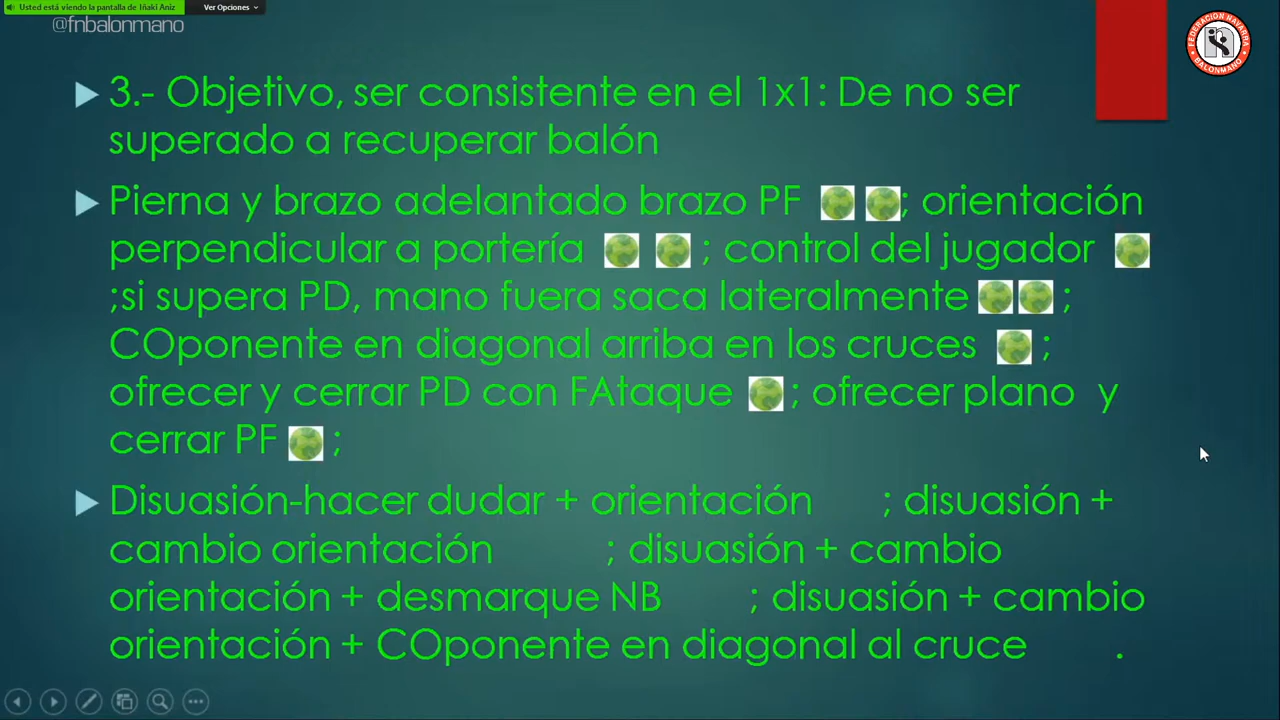 Usted está viendo la pantalla de Iñaki Aniz
Ver Opciones
@fnbalonmano
FEDERACION NAVARRA
BALONMANO
3.- Objetivo, ser consistente en el 1x1: De no ser
superado a recuperar balón
Pierna y brazo adelantado brazo PF ; orientación
perpendicular a portería ; control del jugador
;si supera PD, mano fuera saca lateralmente ;
COponente en diagonal arriba en los cruces ;
ofrecer y cerrar PD con FAtaque ; ofrecer plano y
cerrar PF ;
Disuasión-hacer dudar + orientación ; disuasión +
cambio orientación ; disuasión + cambio
orientación + desmarque NB ; disuasión + cambio
orientación + COponente en diagonal al cruce .